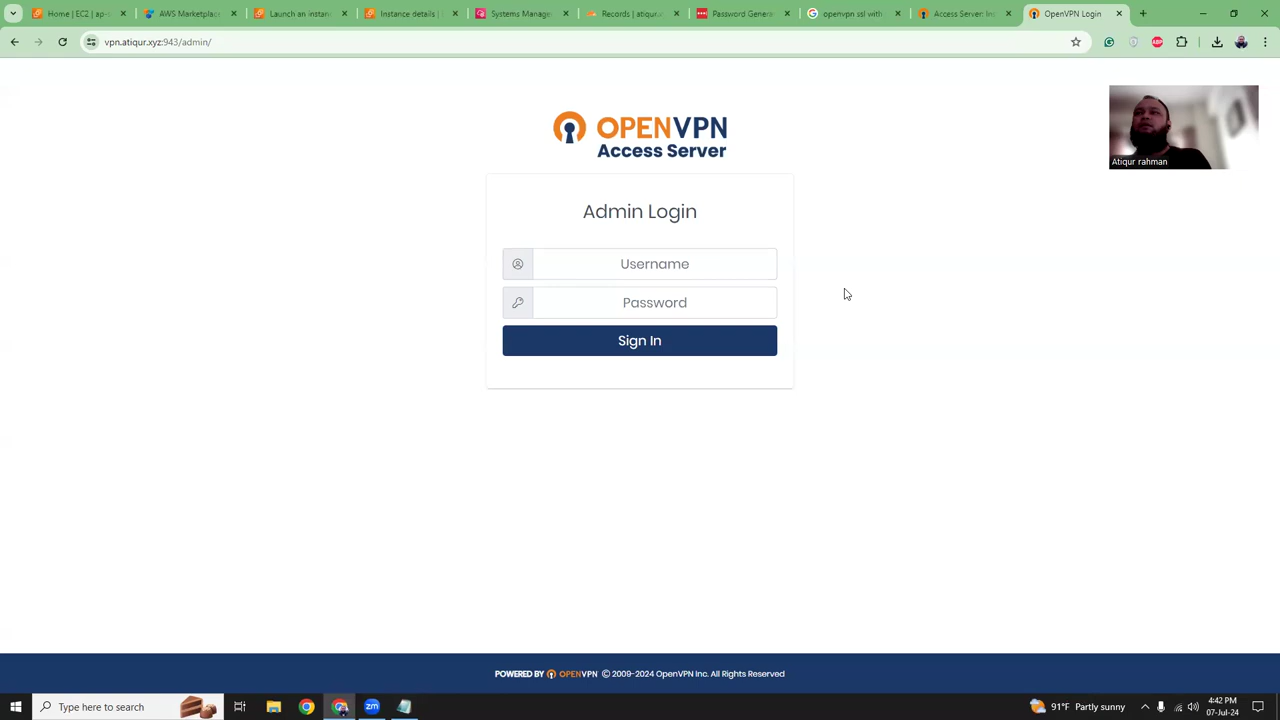 Home | EC2 | ap-s
AWS Marketplace
Launch an instanc
Instance details |
Systems Manage
Records | atiqur.x
Password Genera
openvpn ssl with
Access Server: Ins
OpenVPN Login
vpn.atiqur.xyz:943/admin/
ABP
OPENVPN
Access Server
Atiqur rahman
Admin Login
Username
Password
Sign In
POWERED BY OPENVPN © 2009-2024 OpenVPN Inc. All Rights Reserved
Type here to search
zm
91°F Partly sunny
4:42 PM
07-Jul-24